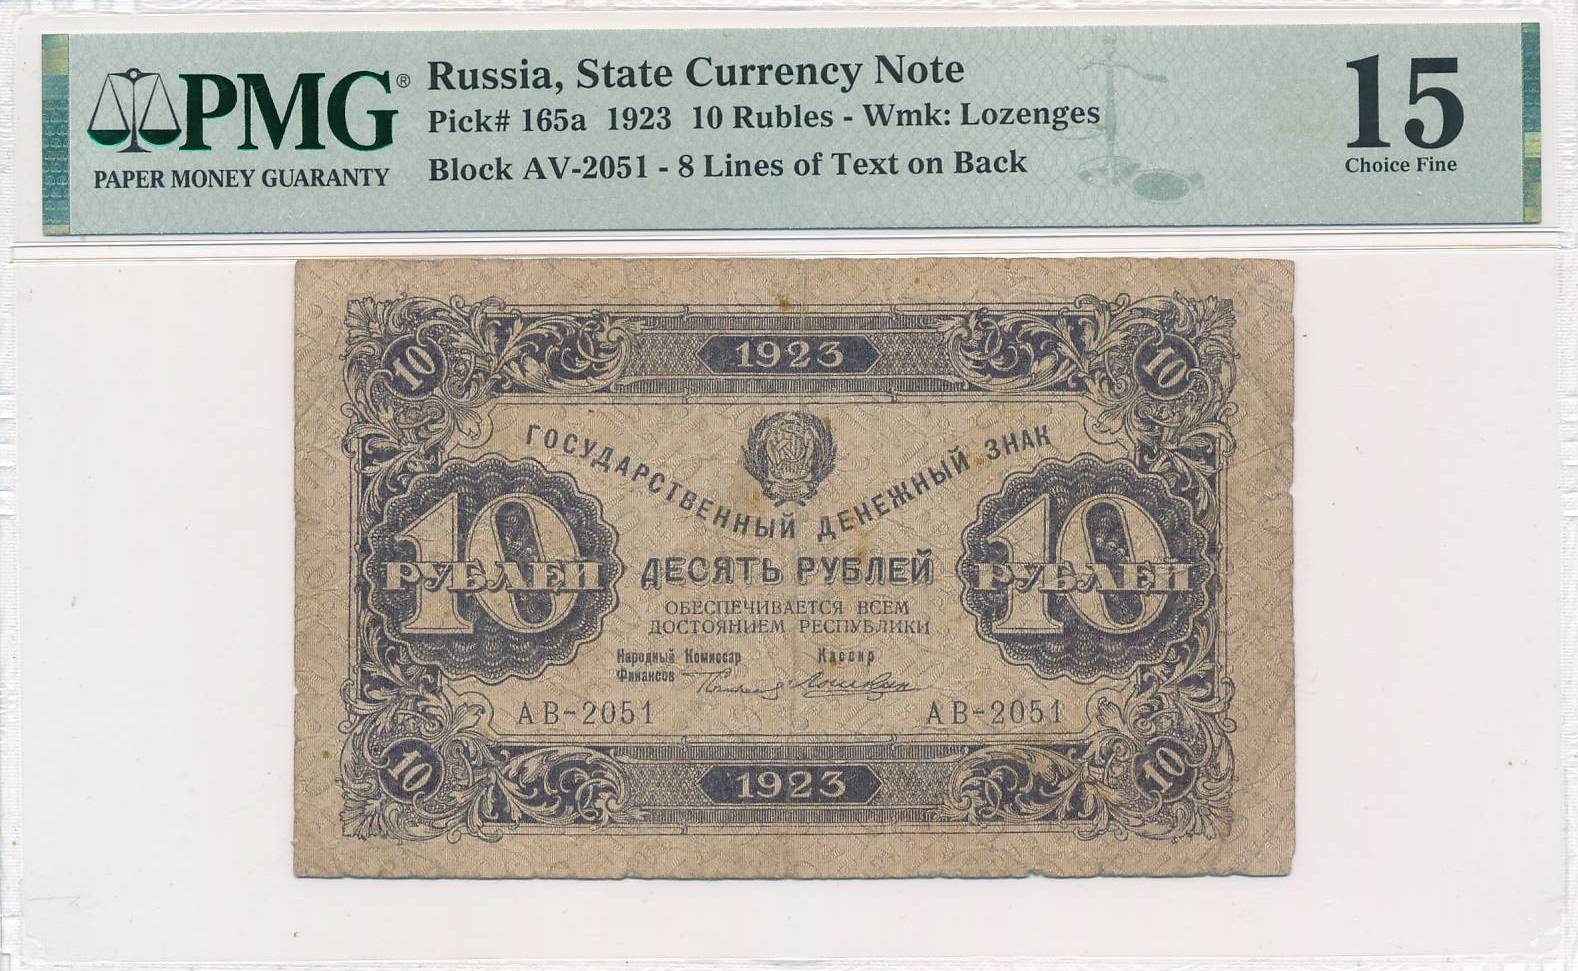 PMG®
PAPER MONEY GUARANTY
Russia, State Currency Note
Pick# 165a 1923 10 Rubles - Wmk: Lozenges
Block AV-2051 - 8 Lines of Text on Back
15
Choice Fine
10 1923 10
ГОСУДАРСТВЕННЫЙ ДЕНЕЖНЫЙ ЗНАК
10 РУБЛЕЙ
ДЕСЯТЬ РУБЛЕЙ
10 РУБЛЕЙ
ОБЕСПЕЧИВАЕТСЯ ВСЕМ
ДОСТОЯНИЕМ РЕСПУБЛИКИ
Народный Комиссар Кассир
Финансов
АВ-2051 АВ-2051
10 1923 10